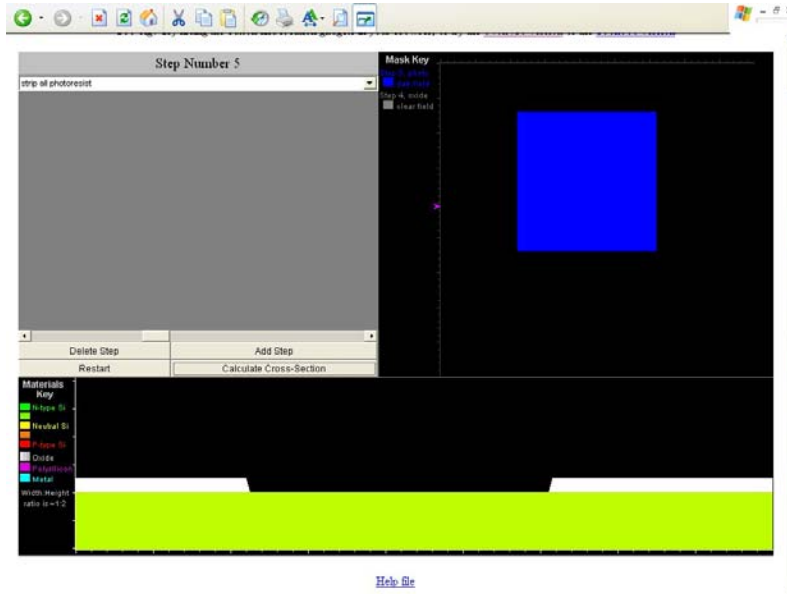 Step Number 5
strip all photoresist
Delete Step
Add Step
Restart
Calculate Cross-Section
Mask Key
Step 4, oxide
clear field
Materials
Key
N-type Si
Neutral Si
P-type Si
Oxide
Polysilicon
Metal
Width:Height
ratio is ~1:2
Help file